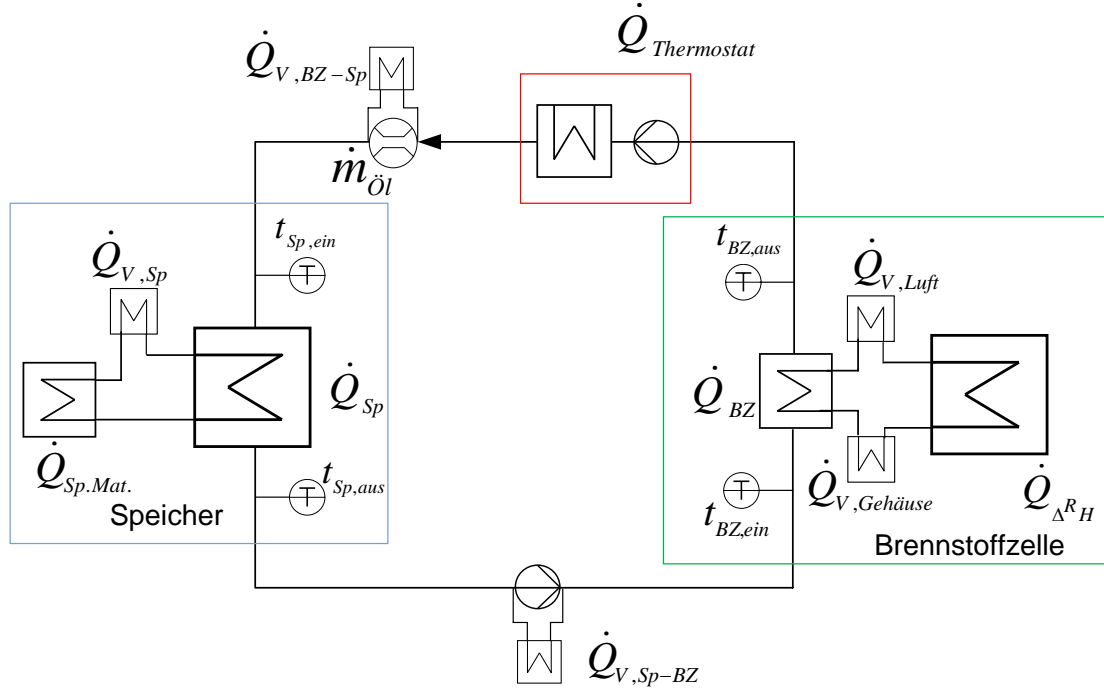 Q̇_Thermostat
Q̇_V,BZ−Sp
ṁ_Öl
t_Sp,ein
t_BZ,aus
Q̇_V,Sp
Q̇_V,Luft
T
T
Q̇_Sp
Q̇_BZ
Q̇_Sp.Mat.
t_Sp,aus
T
T
Q̇_V,Gehäuse
Q̇_Δ^R H
t_BZ,ein
Speicher
Brennstoffzelle
Q̇_V,Sp−BZ